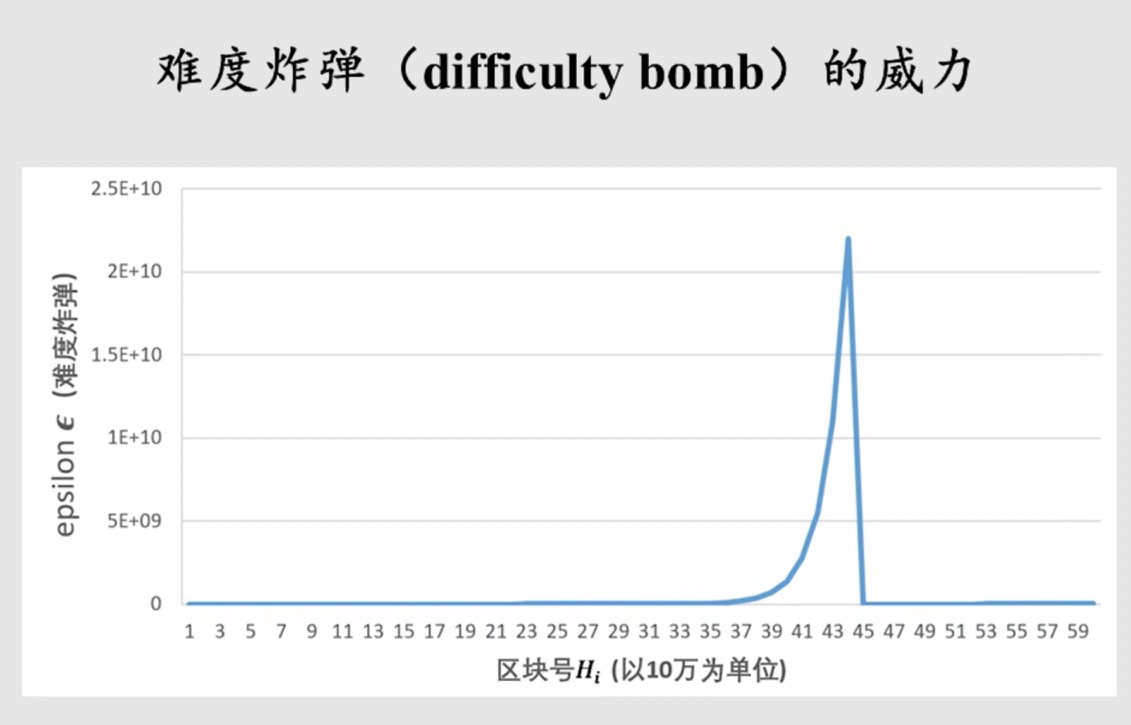 难度炸弹（difficulty bomb）的威力
2.5E+10
2E+10
1.5E+10
1E+10
5E+09
0
epsilon ϵ (难度炸弹)
1 3 5 7 9 11 13 15 17 19 21 23 25 27 29 31 33 35 37 39 41 43 45 47 49 51 53 55 57 59
区块号Hi (以10万为单位)